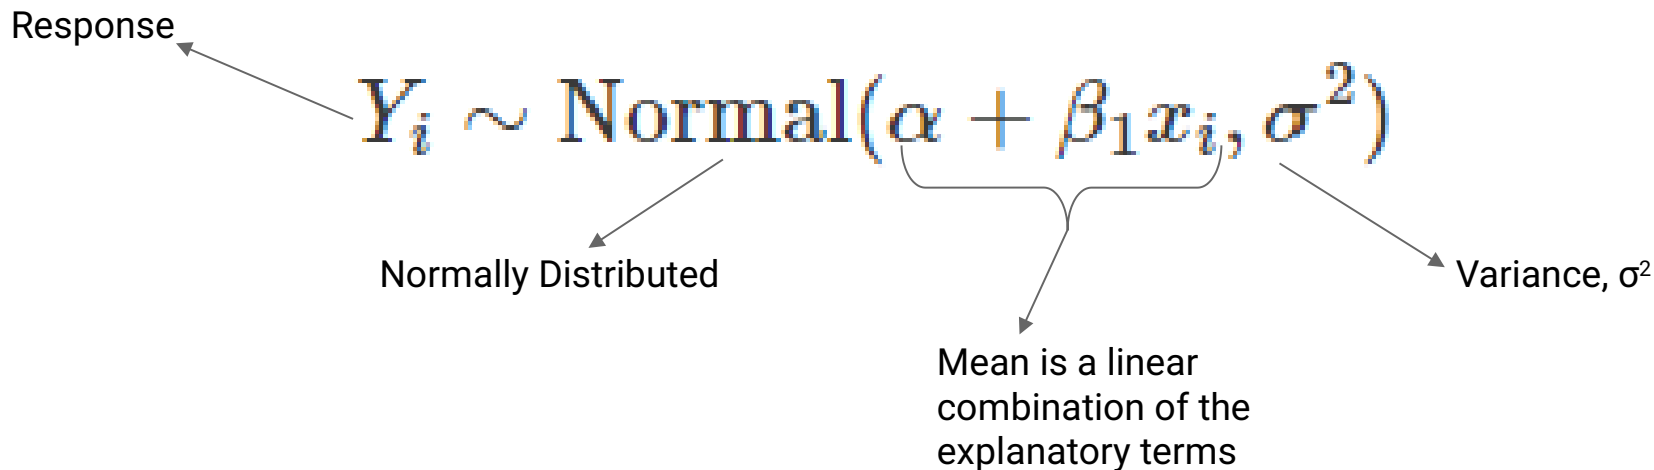 Response
Yᵢ ~ Normal(α + β₁xᵢ, σ²)
Normally Distributed
Variance, σ²
Mean is a linear
combination of the
explanatory terms